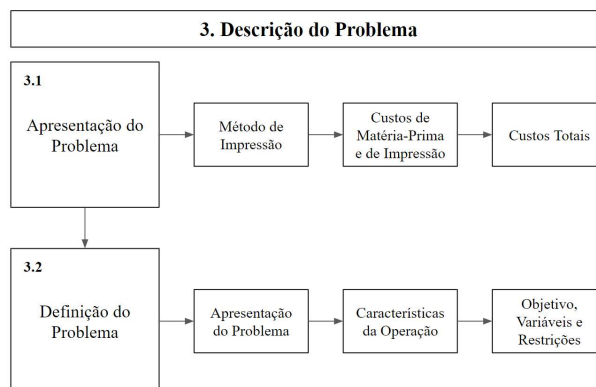 3. Descrição do Problema
3.1
Apresentação do
Problema
Método de
Impressão
Custos de
Matéria-Prima
e de Impressão
Custos Totais
3.2
Definição do
Problema
Apresentação
do Problema
Características
da Operação
Objetivo,
Variáveis e
Restrições